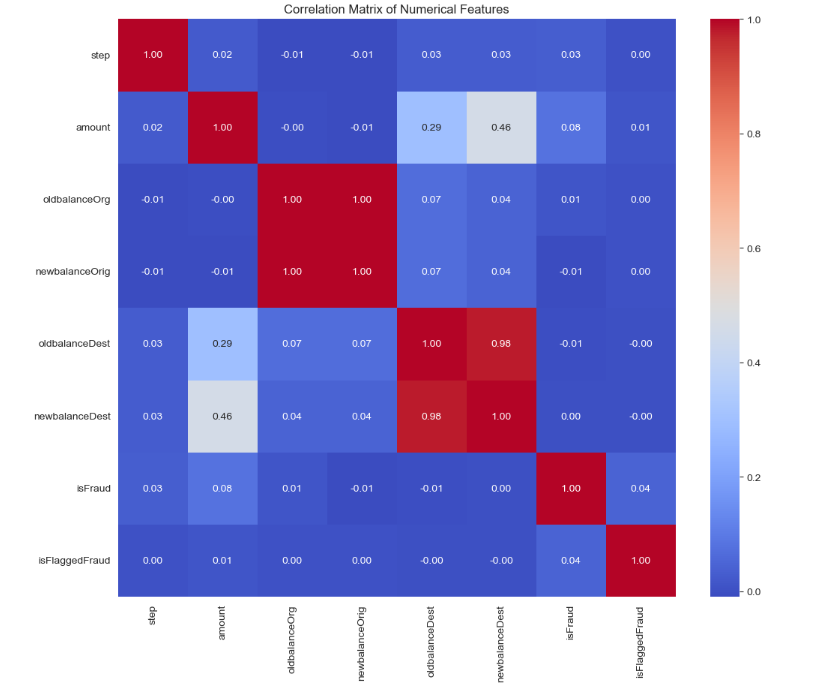 Correlation Matrix of Numerical Features
step 1.00 0.02 -0.01 -0.01 0.03 0.03 0.03 0.00
amount 0.02 1.00 -0.00 -0.01 0.29 0.46 0.08 0.01
oldbalanceOrg -0.01 -0.00 1.00 1.00 0.07 0.04 0.01 0.00
newbalanceOrig -0.01 -0.01 1.00 1.00 0.07 0.04 -0.01 0.00
oldbalanceDest 0.03 0.29 0.07 0.07 1.00 0.98 -0.01 -0.00
newbalanceDest 0.03 0.46 0.04 0.04 0.98 1.00 0.00 -0.00
isFraud 0.03 0.08 0.01 -0.01 -0.01 0.00 1.00 0.04
isFlaggedFraud 0.00 0.01 0.00 0.00 -0.00 -0.00 0.04 1.00
step amount oldbalanceOrg newbalanceOrig oldbalanceDest newbalanceDest isFraud isFlaggedFraud
1.0
0.8
0.6
0.4
0.2
0.0